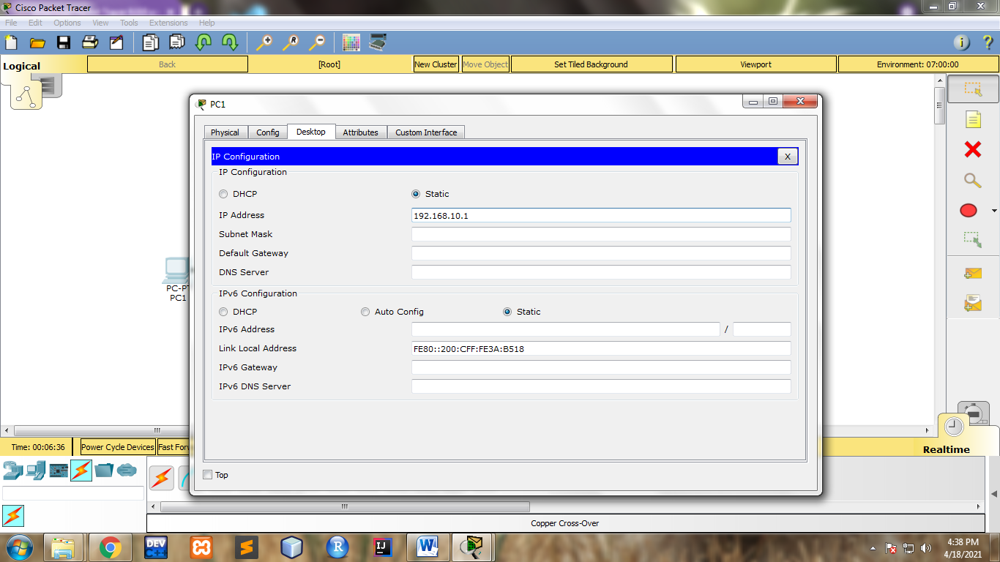 Cisco Packet Tracer
File Edit Options View Tools Extensions Help
Logical
Back
[Root]
New Cluster
Move Object
Set Tiled Background
Viewport
Environment: 07:00:00
PC1
Physical Config Desktop Attributes Custom Interface
IP Configuration
X
IP Configuration
DHCP Static
IP Address 192.168.10.1
Subnet Mask
Default Gateway
DNS Server
IPv6 Configuration
DHCP Auto Config Static
IPv6 Address /
Link Local Address FE80::200:CFF:FE3A:B518
IPv6 Gateway
IPv6 DNS Server
Top
PC-PT
PC1
Time: 00:06:36
Power Cycle Devices
Fast Forw
Realtime
Copper Cross-Over
DEV
C++
R
IJ
W
4:38 PM
4/18/2021